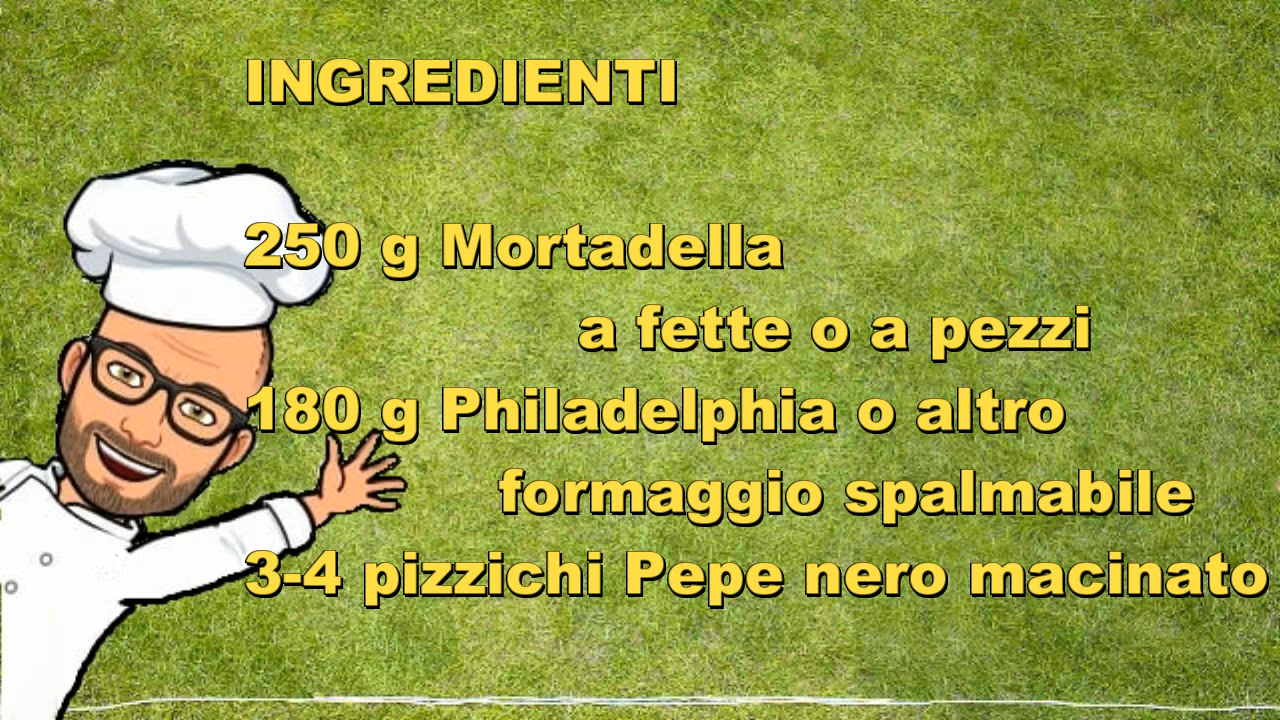 INGREDIENTI
250 g Mortadella
a fette o a pezzi
180 g Philadelphia o altro
formaggio spalmabile
3-4 pizzichi Pepe nero macinato